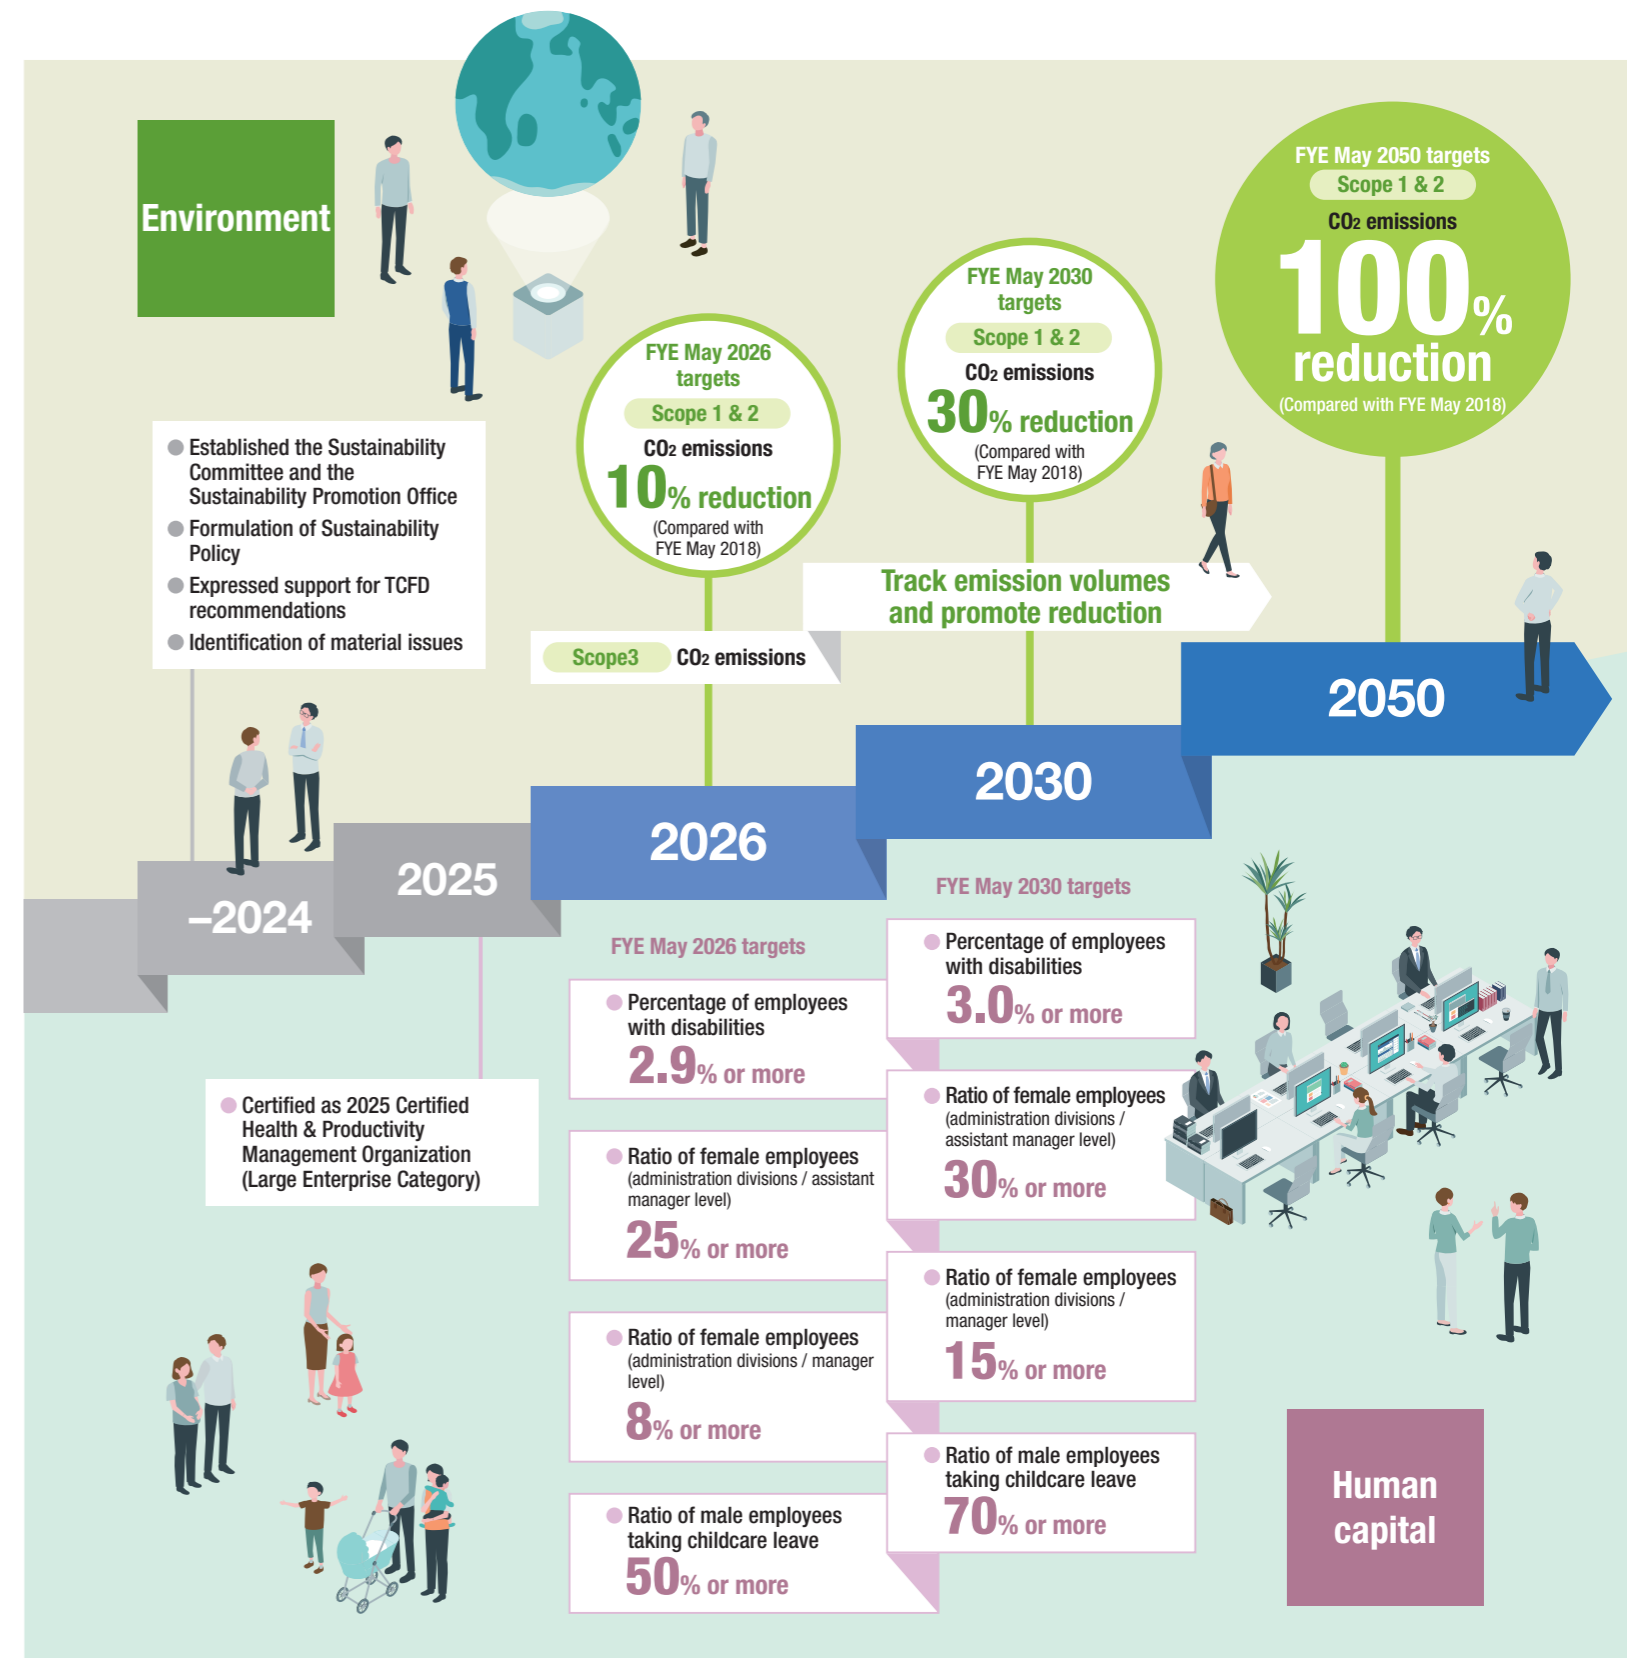 Environment
FYE May 2026
targets
Scope 1 & 2
CO2 emissions
10% reduction
(Compared with
FYE May 2018)
FYE May 2030
targets
Scope 1 & 2
CO2 emissions
30% reduction
(Compared with
FYE May 2018)
FYE May 2050 targets
Scope 1 & 2
CO2 emissions
100%
reduction
(Compared with FYE May 2018)
Established the Sustainability
Committee and the
Sustainability Promotion Office
Formulation of Sustainability
Policy
Expressed support for TCFD
recommendations
Identification of material issues
Scope3 CO2 emissions
Track emission volumes
and promote reduction
–2024
2025
2026
2030
2050
Certified as 2025 Certified
Health & Productivity
Management Organization
(Large Enterprise Category)
FYE May 2026 targets
Percentage of employees
with disabilities
2.9% or more
Ratio of female employees
(administration divisions / assistant
manager level)
25% or more
Ratio of female employees
(administration divisions / manager
level)
8% or more
Ratio of male employees
taking childcare leave
50% or more
FYE May 2030 targets
Percentage of employees
with disabilities
3.0% or more
Ratio of female employees
(administration divisions /
assistant manager level)
30% or more
Ratio of female employees
(administration divisions /
manager level)
15% or more
Ratio of male employees
taking childcare leave
70% or more
Human
capital